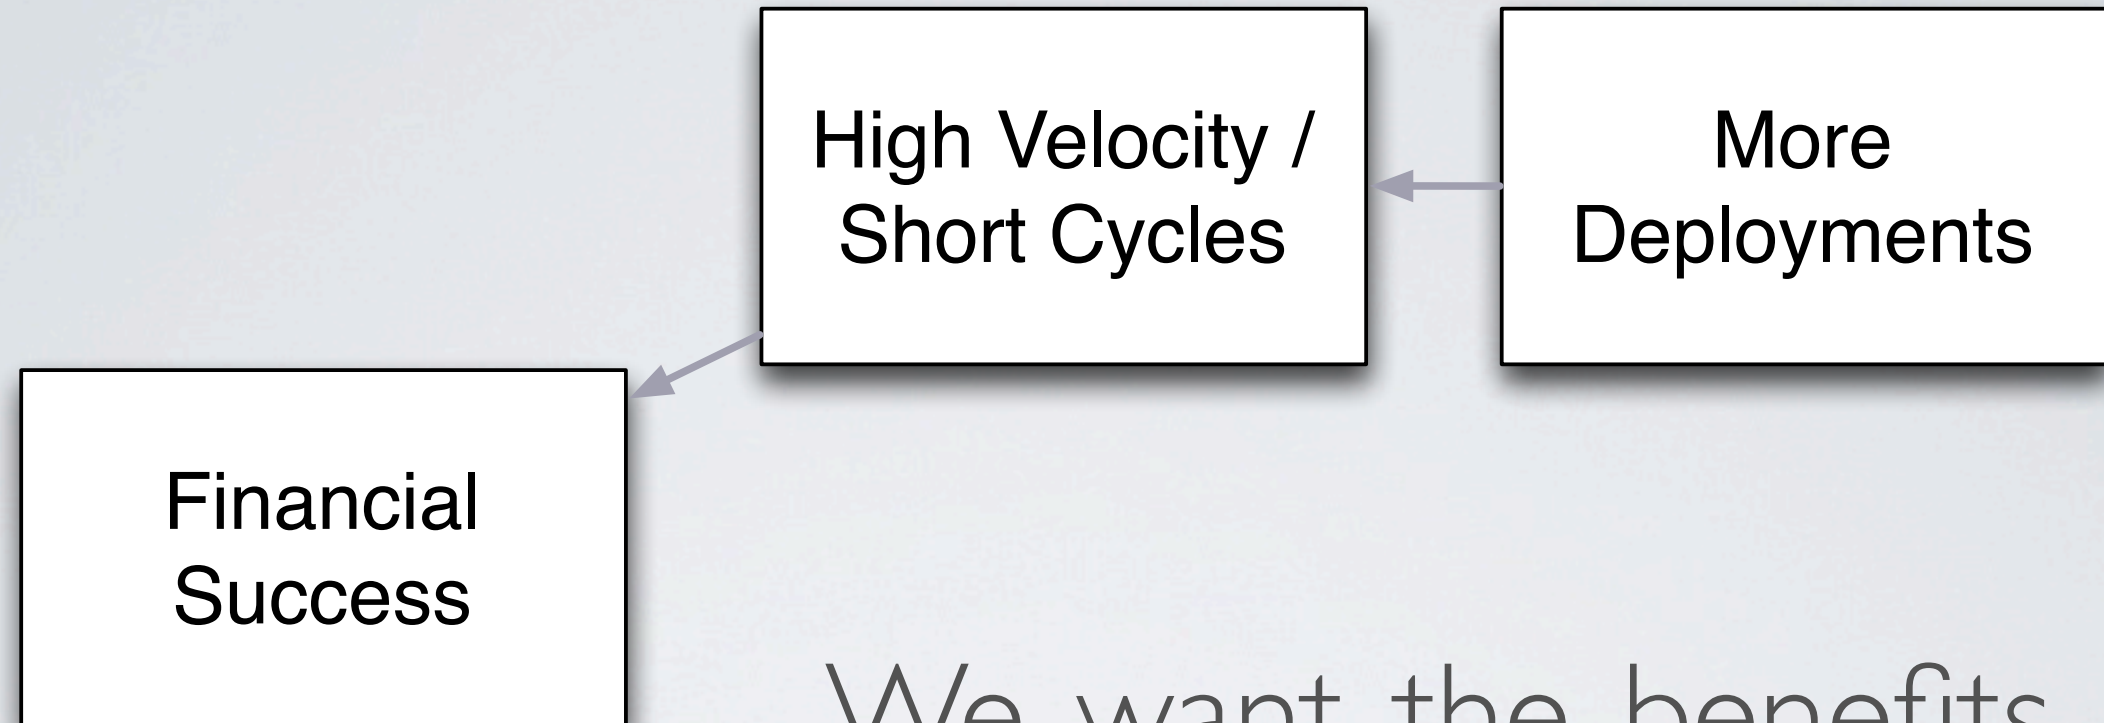 High Velocity /
Short Cycles
More
Deployments
Financial
Success
We want the benefits